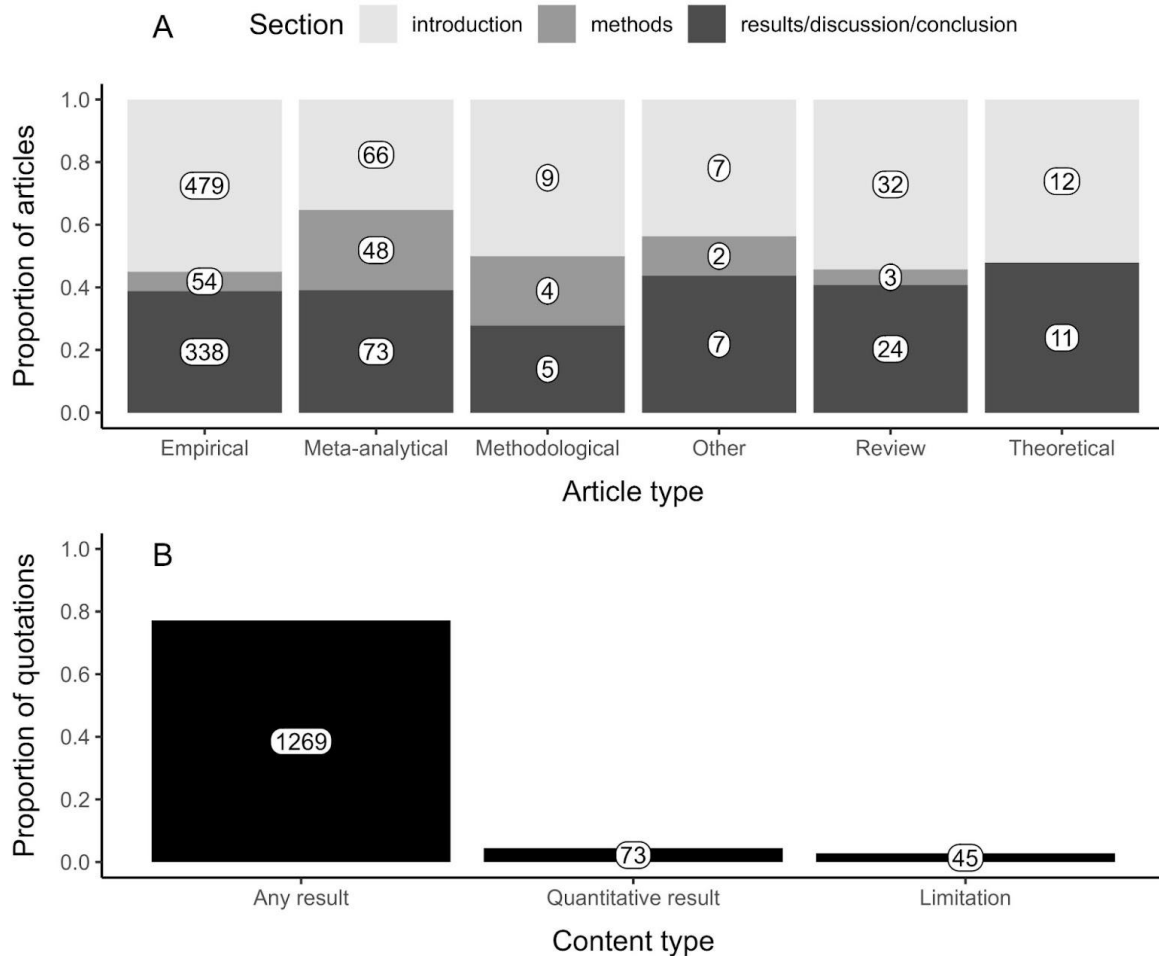 A Section introduction methods results/discussion/conclusion
Proportion of articles
1.0
0.8
0.6
0.4
0.2
0.0
479 66 9 7 32 12
54 48 4 2 3
338 73 5 7 24 11
Empirical Meta-analytical Methodological Other Review Theoretical
Article type
B
Proportion of quotations
1.0
0.8
0.6
0.4
0.2
0.0
1269 73 45
Any result Quantitative result Limitation
Content type